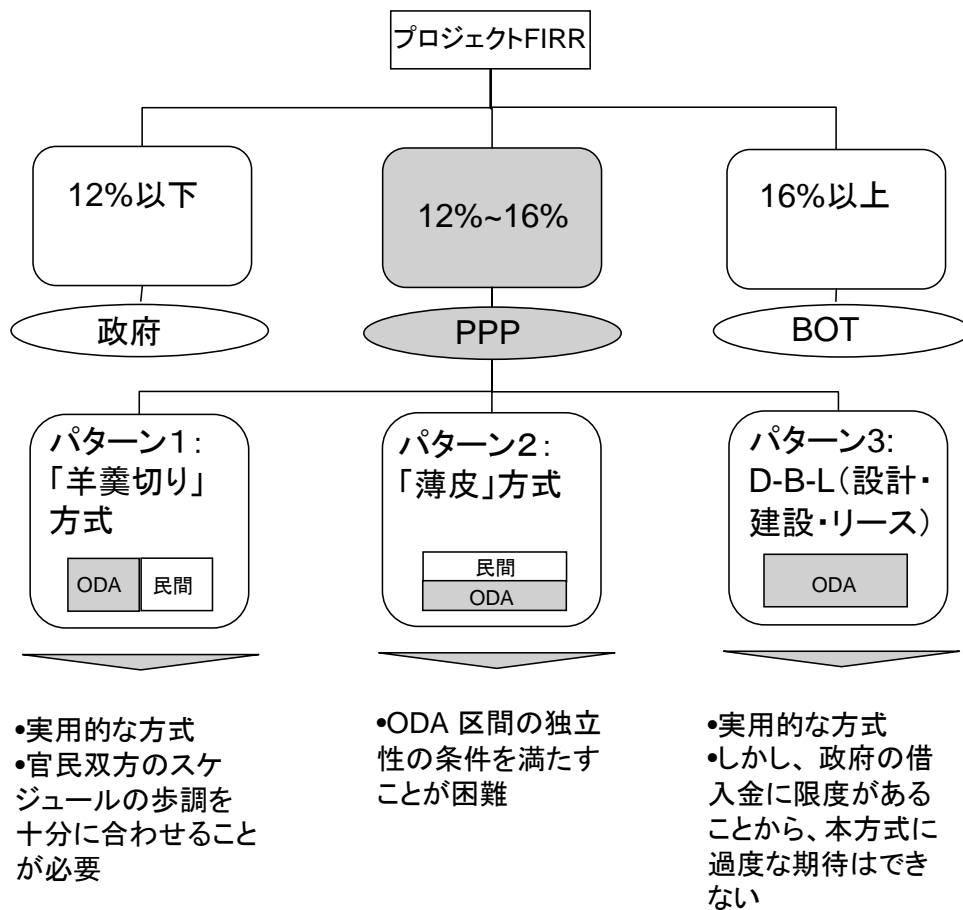 プロジェクトFIRR
12%以下
12%~16%
16%以上
政府
PPP
BOT
パターン1:
「羊羹切り」
方式
ODA
民間
パターン2:
「薄皮」方式
民間
ODA
パターン3:
D-B-L(設計・
建設・リース)
ODA
•実用的な方式
•官民双方のスケ
ジュールの歩調を
十分に合わせること
が必要
•ODA 区間の独立
性の条件を満たす
ことが困難
•実用的な方式
•しかし、政府の借
入金に限度がある
ことから、本方式に
過度な期待はでき
ない